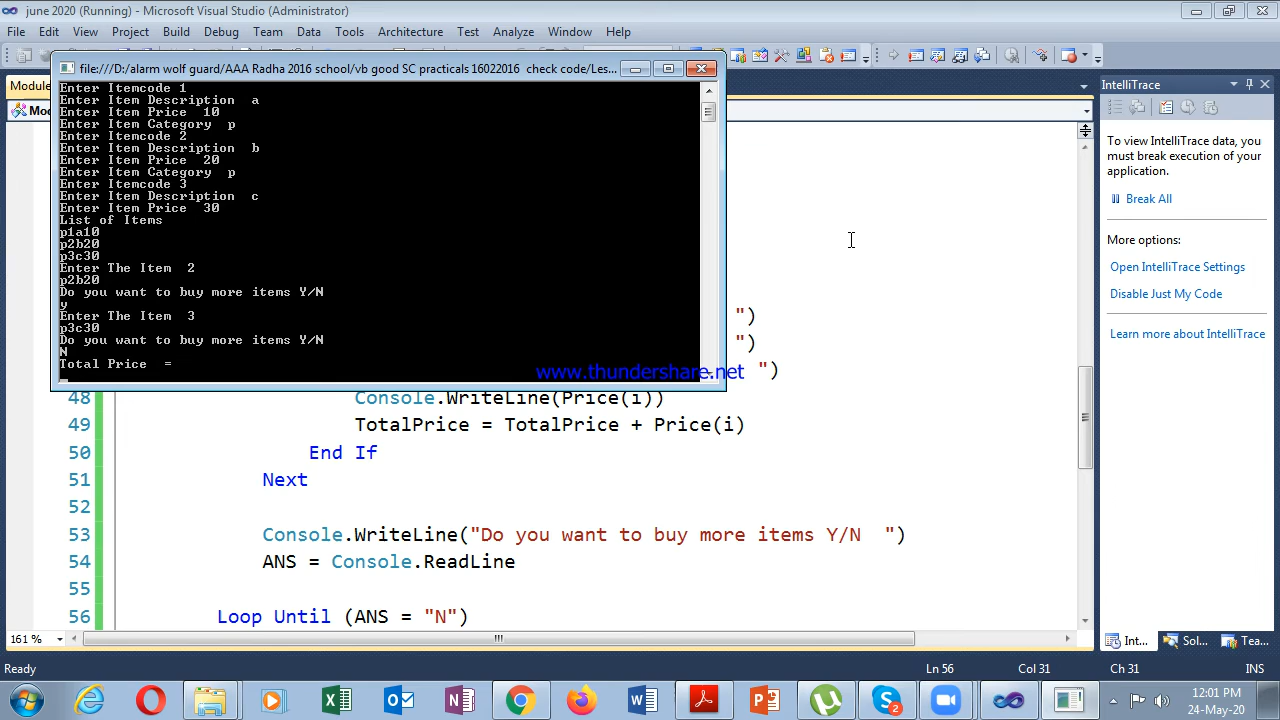 june 2020 (Running) - Microsoft Visual Studio (Administrator)
File Edit View Project Build Debug Team Data Tools Architecture Test Analyze Window Help
file:///D:/alarm wolf guard/AAA Radha 2016 school/vb good SC practicals 16022016 check code/Les...
Module
Mod
Enter Itemcode 1
Enter Item Description a
Enter Item Price 10
Enter Item Category p
Enter Itemcode 2
Enter Item Description b
Enter Item Price 20
Enter Item Category p
Enter Itemcode 3
Enter Item Description c
Enter Item Price 30
List of Items
p1a10
p2b20
p3c30
Enter The Item 2
p2b20
Do you want to buy more items Y/N
y
Enter The Item 3
p3c30
Do you want to buy more items Y/N
N
Total Price =
")
")
")
www.thundershare.net
48 Console.WriteLine(Price(i))
49 TotalPrice = TotalPrice + Price(i)
50 End If
51 Next
52
53 Console.WriteLine("Do you want to buy more items Y/N ")
54 ANS = Console.ReadLine
55
56 Loop Until (ANS = "N")
161 %
IntelliTrace
To view IntelliTrace data, you
must break execution of your
application.
Break All
More options:
Open IntelliTrace Settings
Disable Just My Code
Learn more about IntelliTrace
Int... Sol... Tea...
Ready Ln 56 Col 31 Ch 31 INS
2
12:01 PM
24-May-20